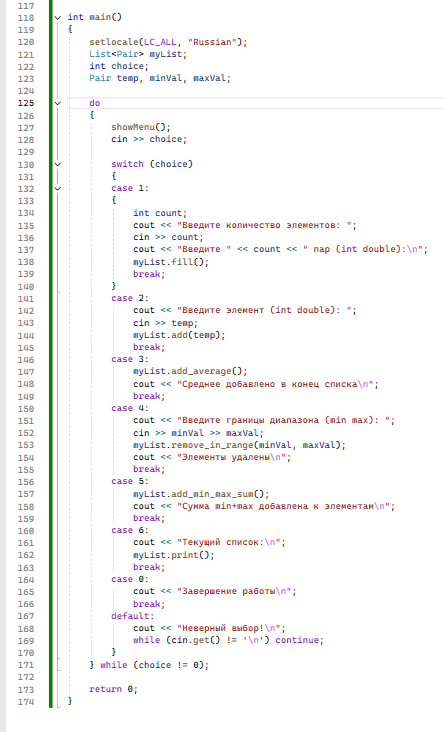 117
118 int main()
119 {
120 setlocale(LC_ALL, "Russian");
121 List<Pair> myList;
122 int choice;
123 Pair temp, minVal, maxVal;
124
125 do
126 {
127 showMenu();
128 cin >> choice;
129
130 switch (choice)
131 {
132 case 1:
133 {
134 int count;
135 cout << "Введите количество элементов: ";
136 cin >> count;
137 cout << "Введите " << count << " пар (int double):\n";
138 myList.fill();
139 break;
140 }
141 case 2:
142 cout << "Введите элемент (int double): ";
143 cin >> temp;
144 myList.add(temp);
145 break;
146 case 3:
147 myList.add_average();
148 cout << "Среднее добавлено в конец списка\n";
149 break;
150 case 4:
151 cout << "Введите границы диапазона (min max): ";
152 cin >> minVal >> maxVal;
153 myList.remove_in_range(minVal, maxVal);
154 cout << "Элементы удалены\n";
155 break;
156 case 5:
157 myList.add_min_max_sum();
158 cout << "Сумма min+max добавлена к элементам\n";
159 break;
160 case 6:
161 cout << "Текущий список:\n";
162 myList.print();
163 break;
164 case 0:
165 cout << "Завершение работы\n";
166 break;
167 default:
168 cout << "Неверный выбор!\n";
169 while (cin.get() != '\n') continue;
170 }
171 } while (choice != 0);
172
173 return 0;
174 }